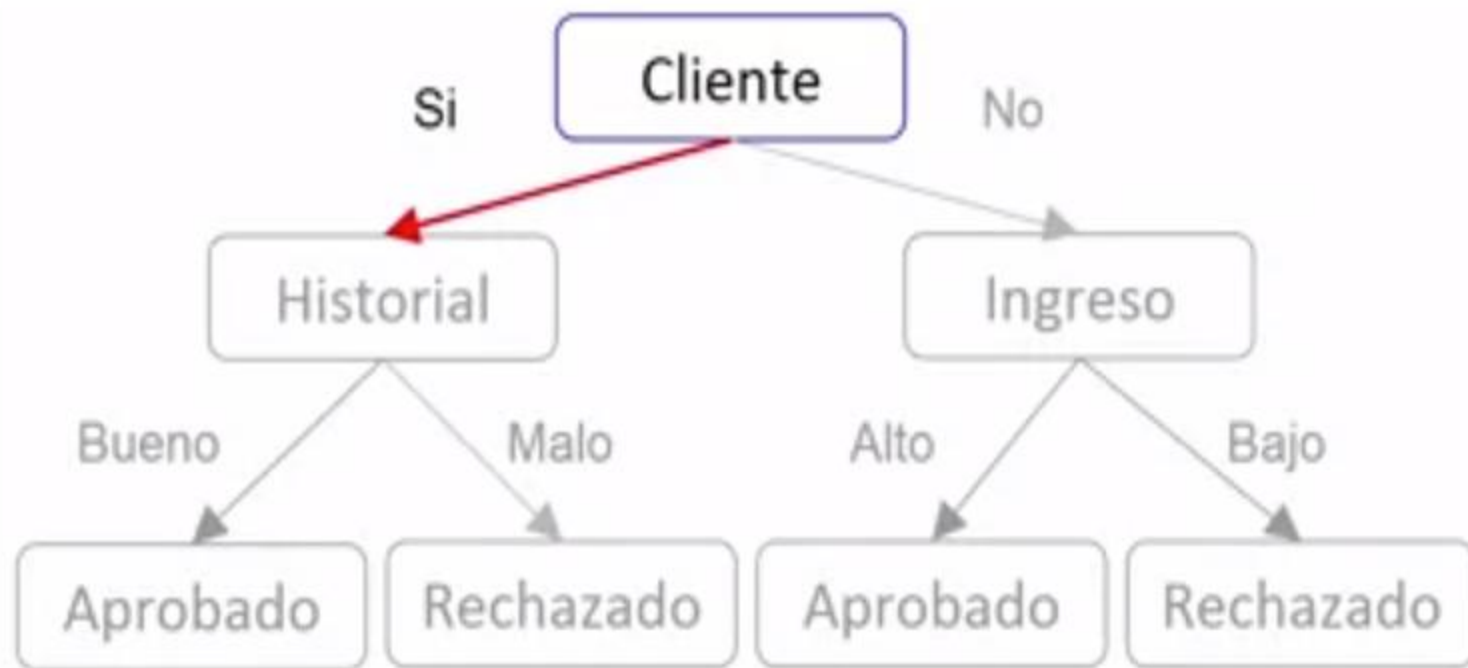 Cliente
Si
No
Historial
Ingreso
Bueno
Malo
Alto
Bajo
Aprobado
Rechazado
Aprobado
Rechazado